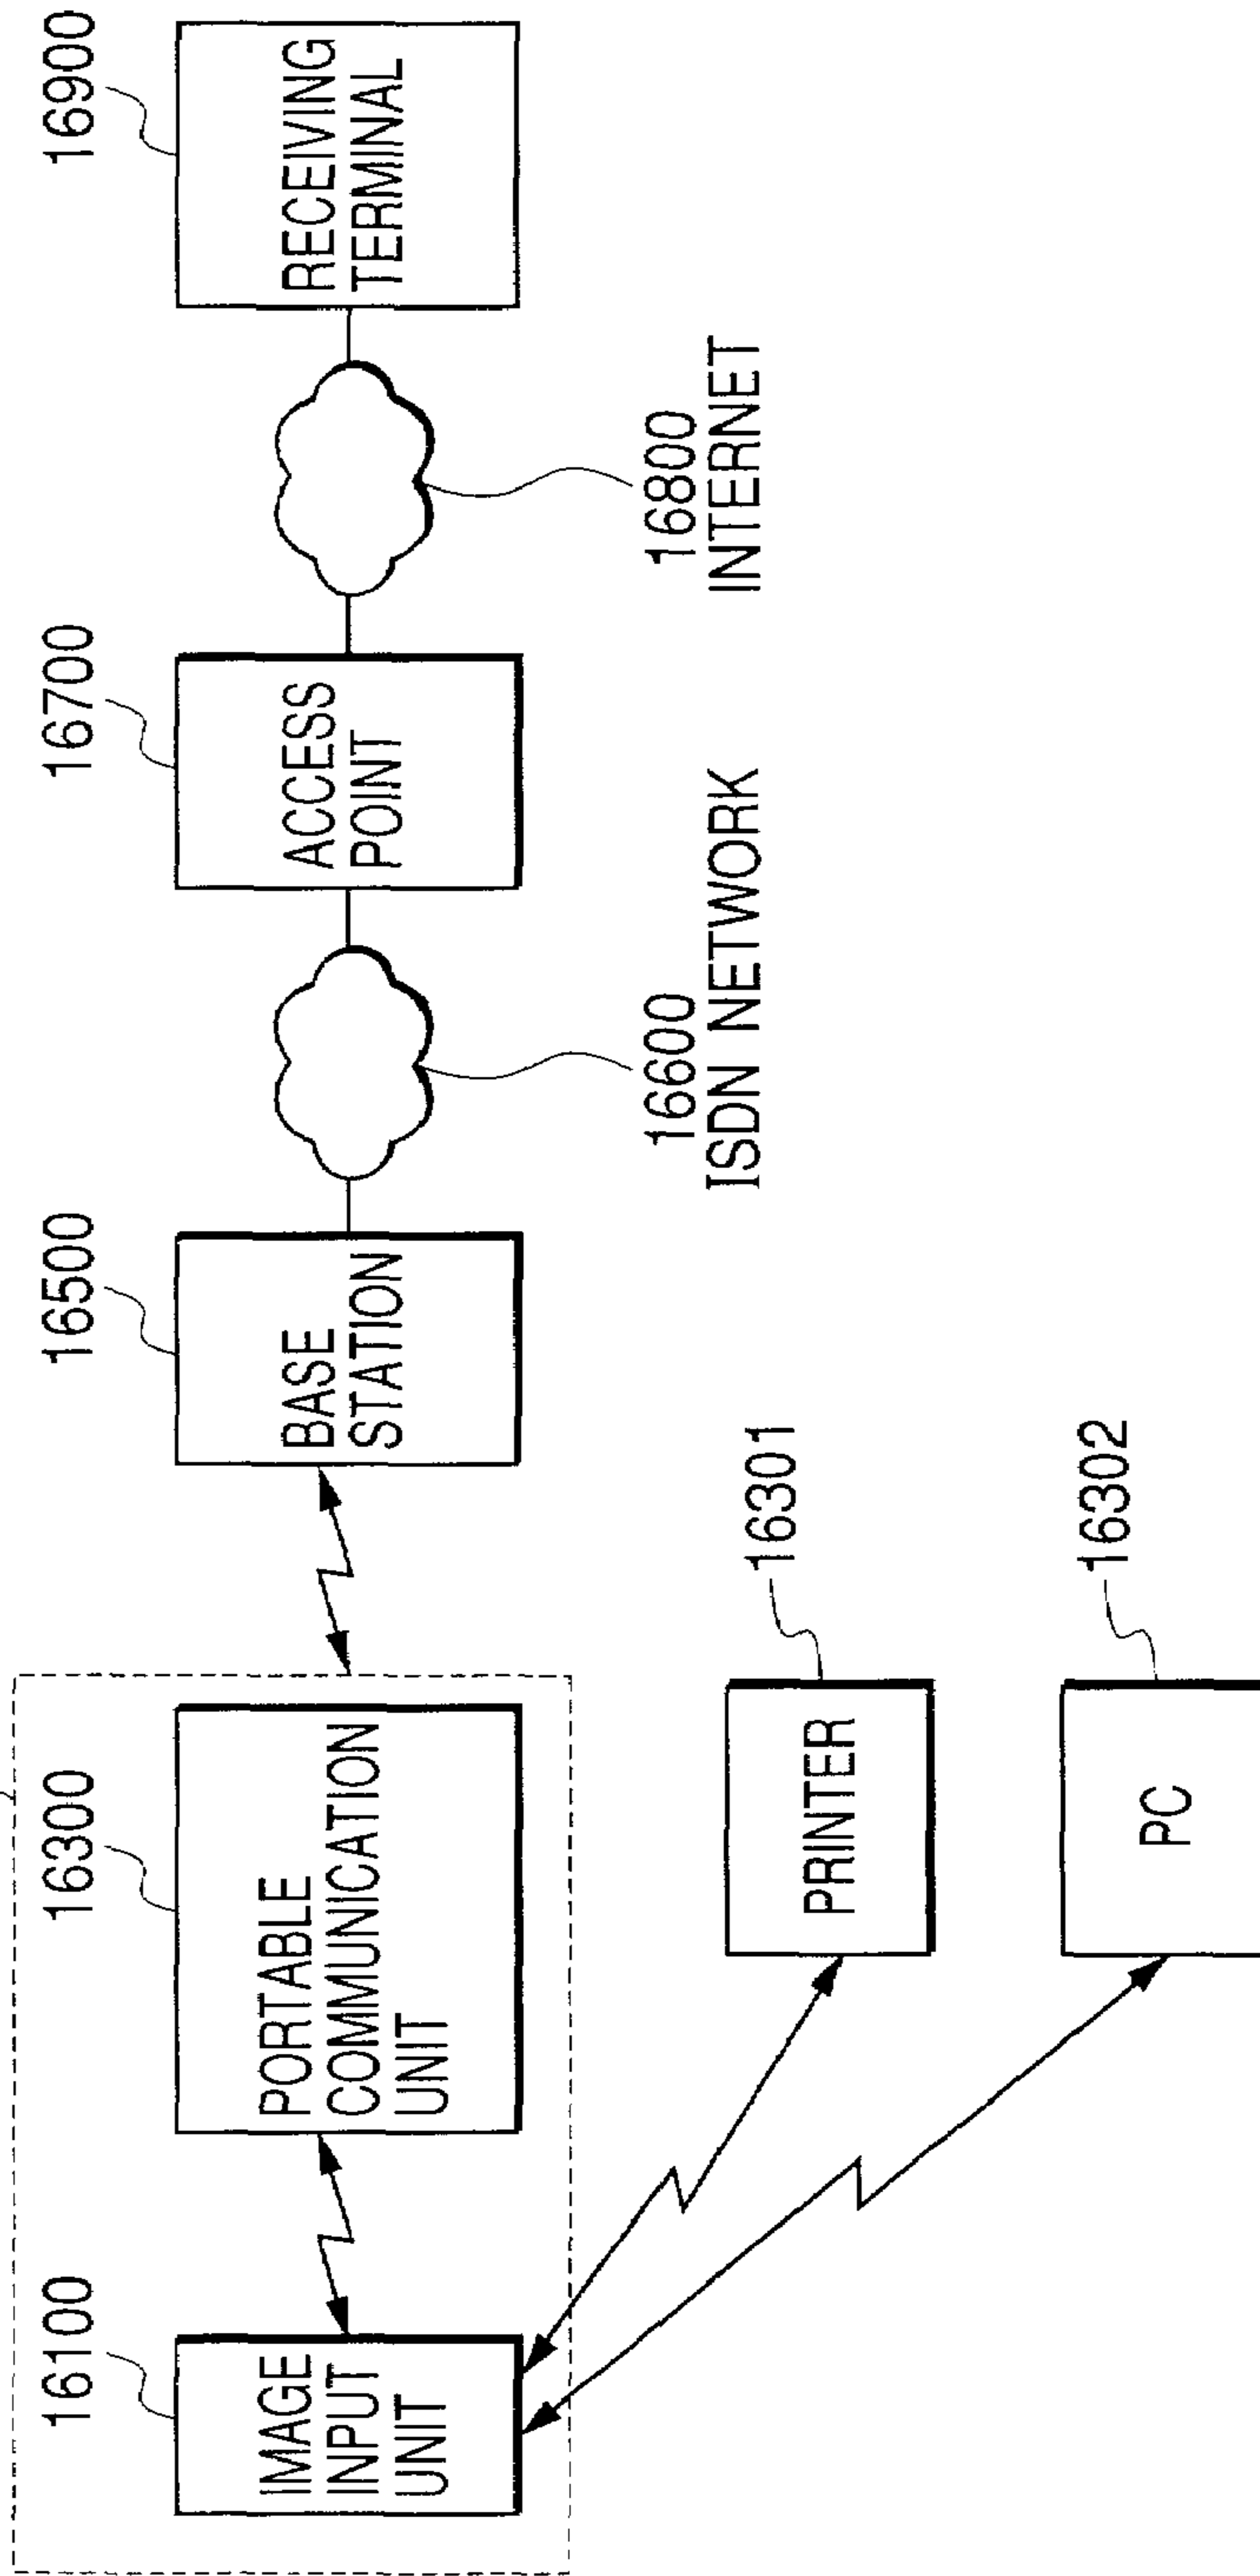 16100
16300
16500
16700
16900
IMAGE
INPUT
UNIT
PORTABLE
COMMUNICATION
UNIT
BASE
STATION
ACCESS
POINT
RECEIVING
TERMINAL
16600
ISDN NETWORK
16800
INTERNET
16301
PRINTER
16302
PC